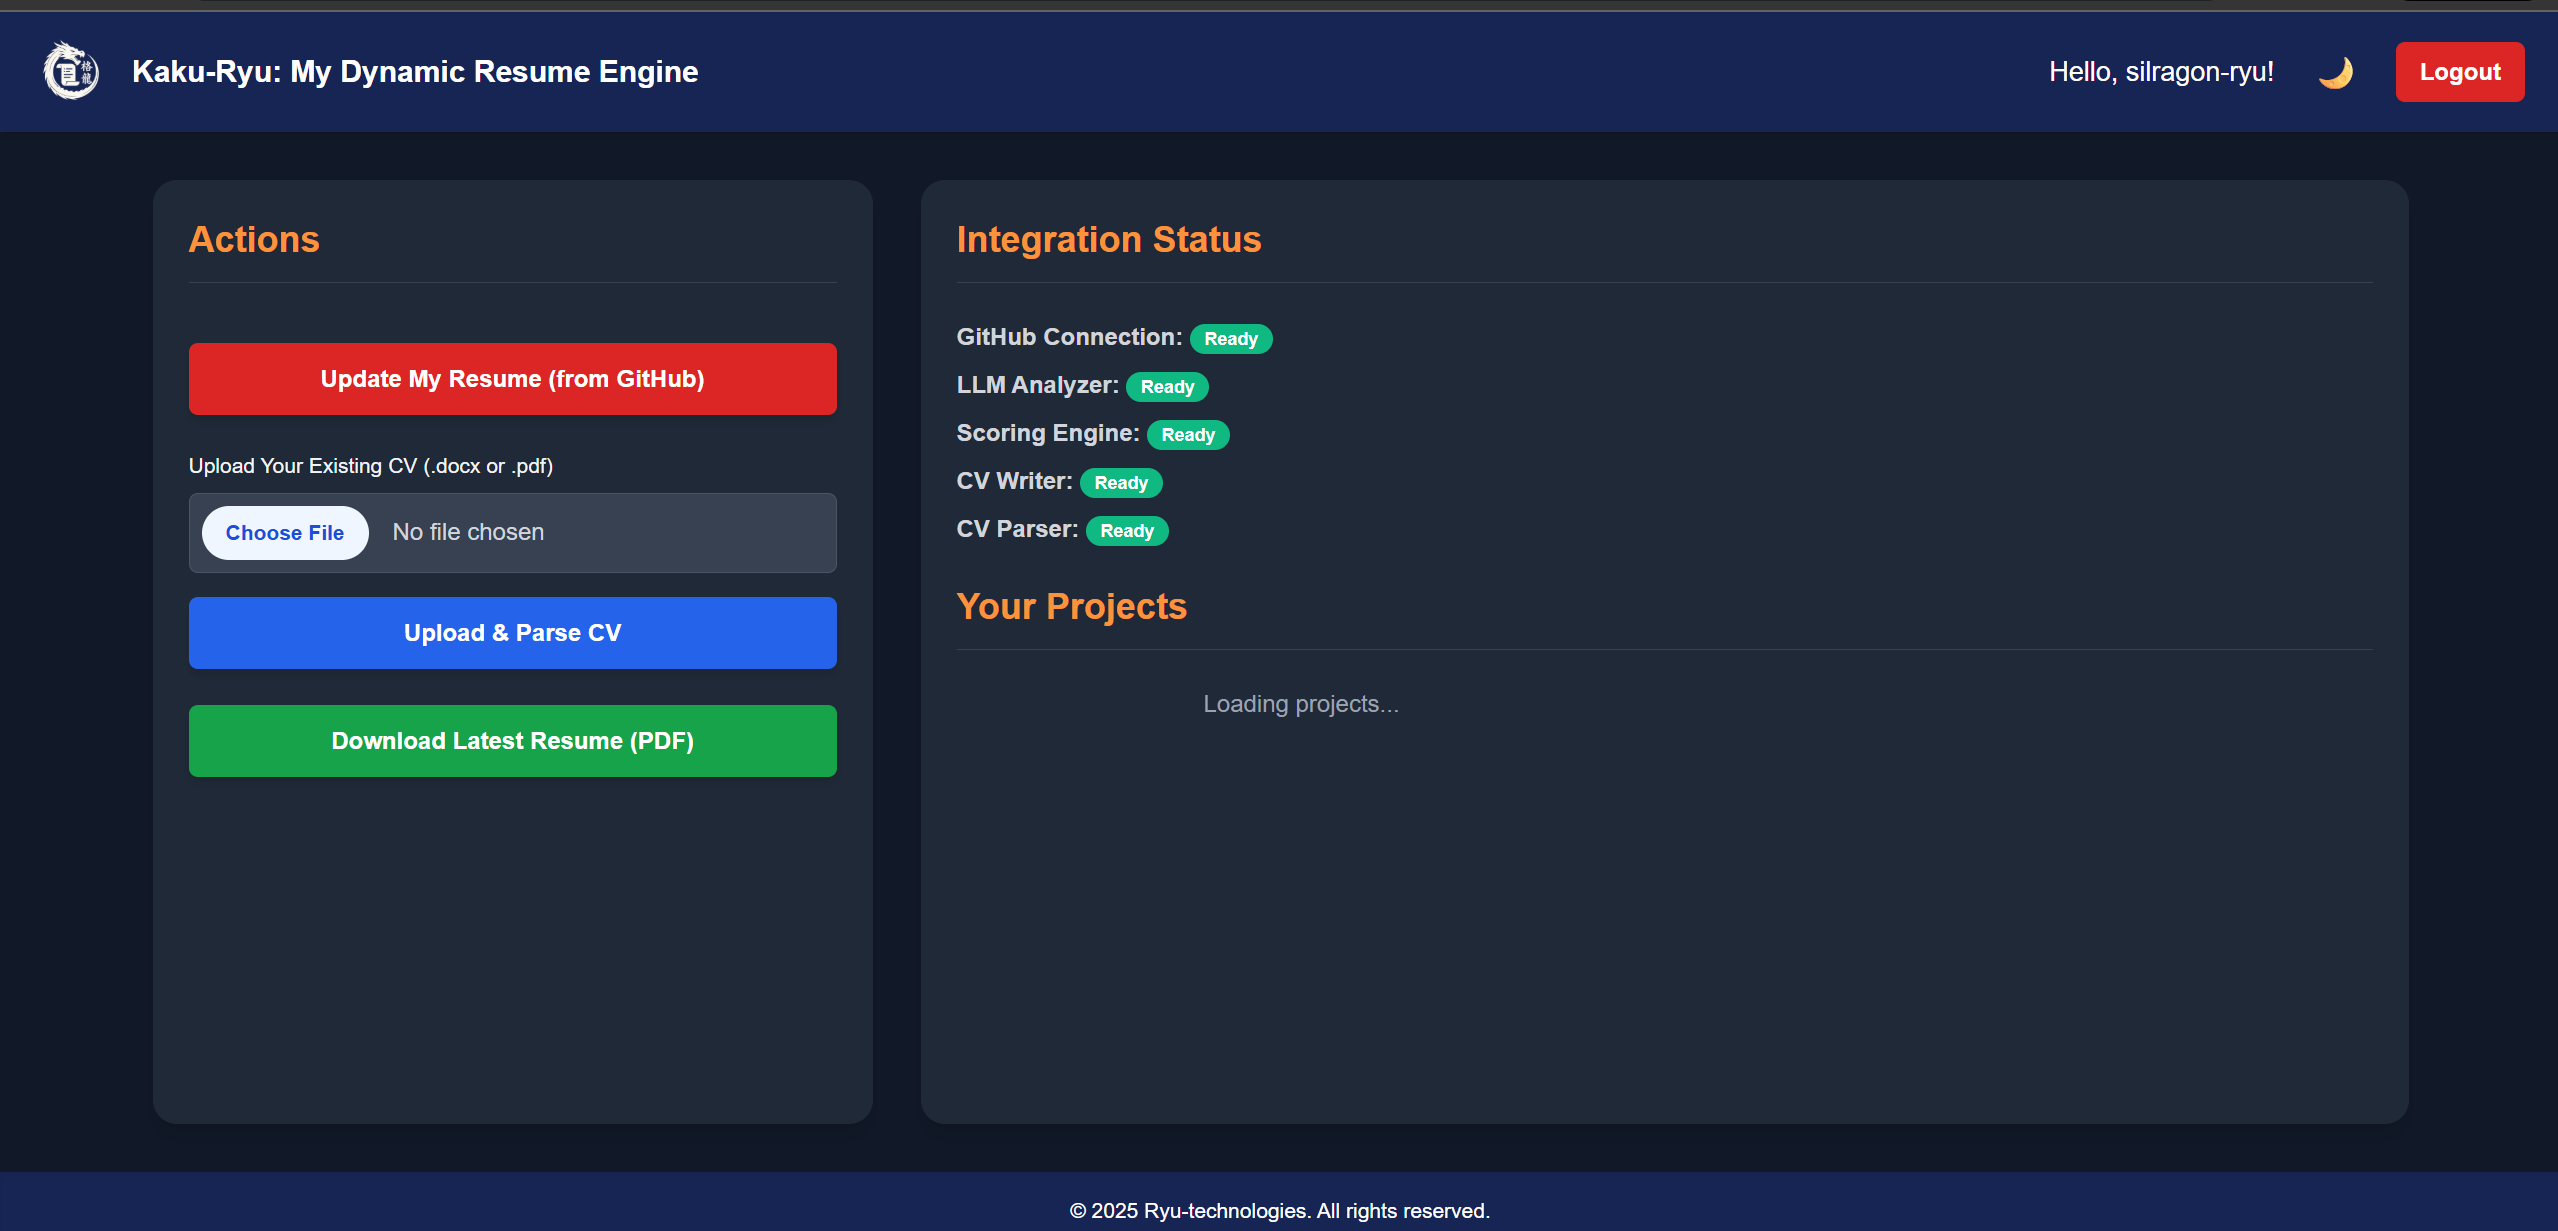 Kaku-Ryu: My Dynamic Resume Engine
Hello, silragon-ryu!
Logout
Actions
Update My Resume (from GitHub)
Upload Your Existing CV (.docx or .pdf)
Choose File No file chosen
Upload & Parse CV
Download Latest Resume (PDF)
Integration Status
GitHub Connection: Ready
LLM Analyzer: Ready
Scoring Engine: Ready
CV Writer: Ready
CV Parser: Ready
Your Projects
Loading projects...
© 2025 Ryu-technologies. All rights reserved.